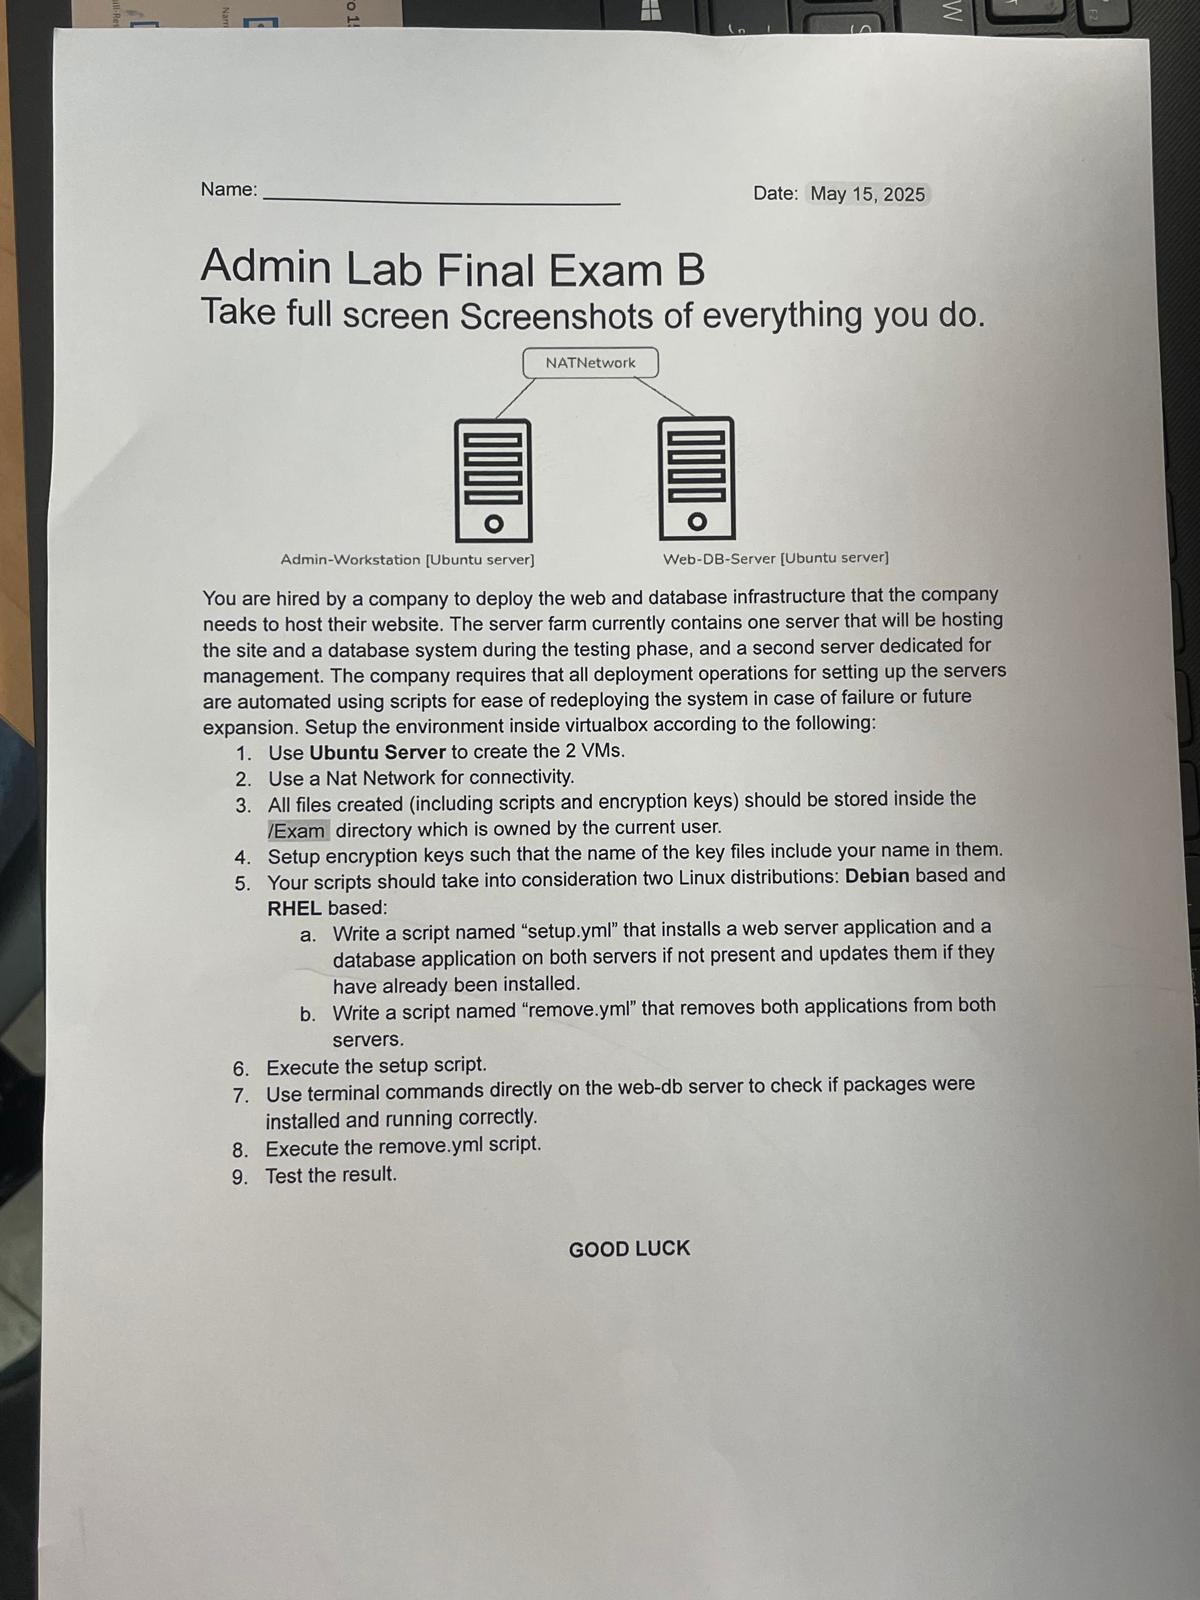 Name:
Date: May 15, 2025
Admin Lab Final Exam B
Take full screen Screenshots of everything you do.
NATNetwork
Admin-Workstation [Ubuntu server]
Web-DB-Server [Ubuntu server]
You are hired by a company to deploy the web and database infrastructure that the company
needs to host their website. The server farm currently contains one server that will be hosting
the site and a database system during the testing phase, and a second server dedicated for
management. The company requires that all deployment operations for setting up the servers
are automated using scripts for ease of redeploying the system in case of failure or future
expansion. Setup the environment inside virtualbox according to the following:
1. Use Ubuntu Server to create the 2 VMs.
2. Use a Nat Network for connectivity.
3. All files created (including scripts and encryption keys) should be stored inside the
/Exam directory which is owned by the current user.
4. Setup encryption keys such that the name of the key files include your name in them.
5. Your scripts should take into consideration two Linux distributions: Debian based and
RHEL based:
a. Write a script named “setup.yml” that installs a web server application and a
database application on both servers if not present and updates them if they
have already been installed.
b. Write a script named “remove.yml” that removes both applications from both
servers.
6. Execute the setup script.
7. Use terminal commands directly on the web-db server to check if packages were
installed and running correctly.
8. Execute the remove.yml script.
9. Test the result.
GOOD LUCK
W
F2